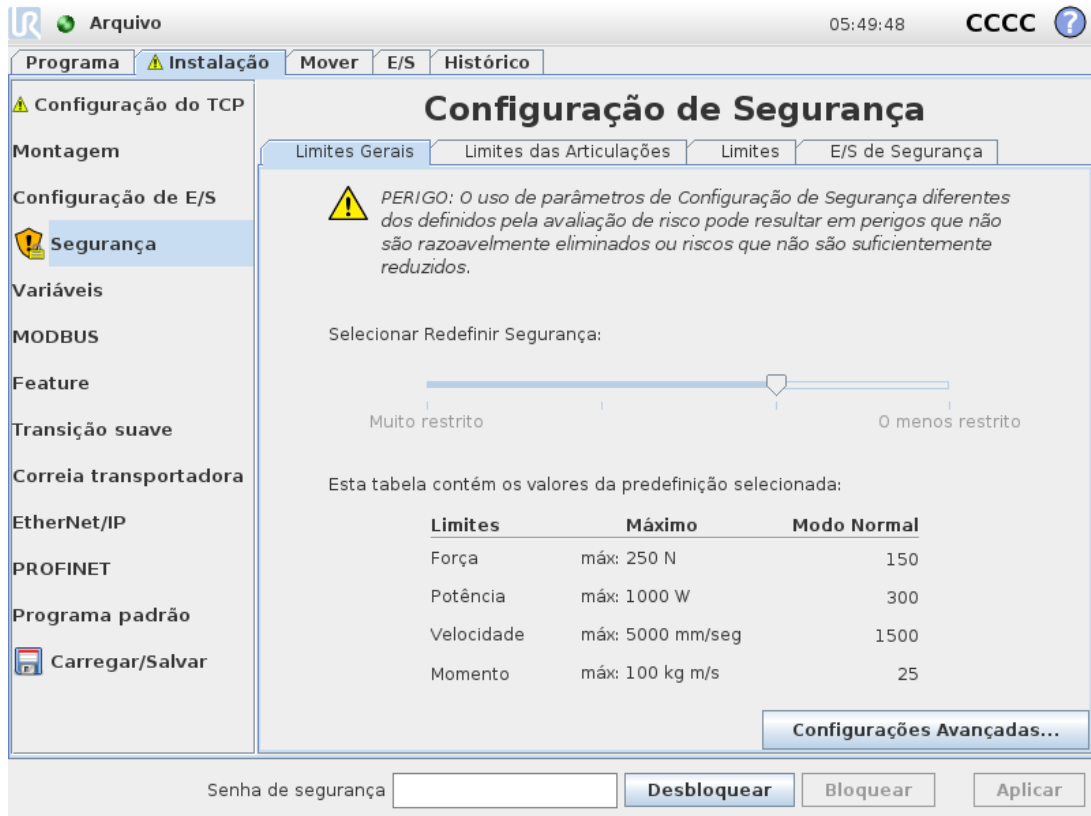 UR Arquivo 05:49:48 CCCC ?
Programa Instalação Mover E/S Histórico
Configuração do TCP
Montagem
Configuração de E/S
Segurança
Variáveis
MODBUS
Feature
Transição suave
Correia transportadora
EtherNet/IP
PROFINET
Programa padrão
Carregar/Salvar
Configuração de Segurança
Limites Gerais Limites das Articulações Limites E/S de Segurança
PERIGO: O uso de parâmetros de Configuração de Segurança diferentes
dos definidos pela avaliação de risco pode resultar em perigos que não
são razoavelmente eliminados ou riscos que não são suficientemente
reduzidos.
Selecionar Redefinir Segurança:
Muito restrito O menos restrito
Esta tabela contém os valores da predefinição selecionada:
Limites Máximo Modo Normal
Força máx: 250 N 150
Potência máx: 1000 W 300
Velocidade máx: 5000 mm/seg 1500
Momento máx: 100 kg m/s 25
Configurações Avançadas...
Senha de segurança Desbloquear Bloquear Aplicar